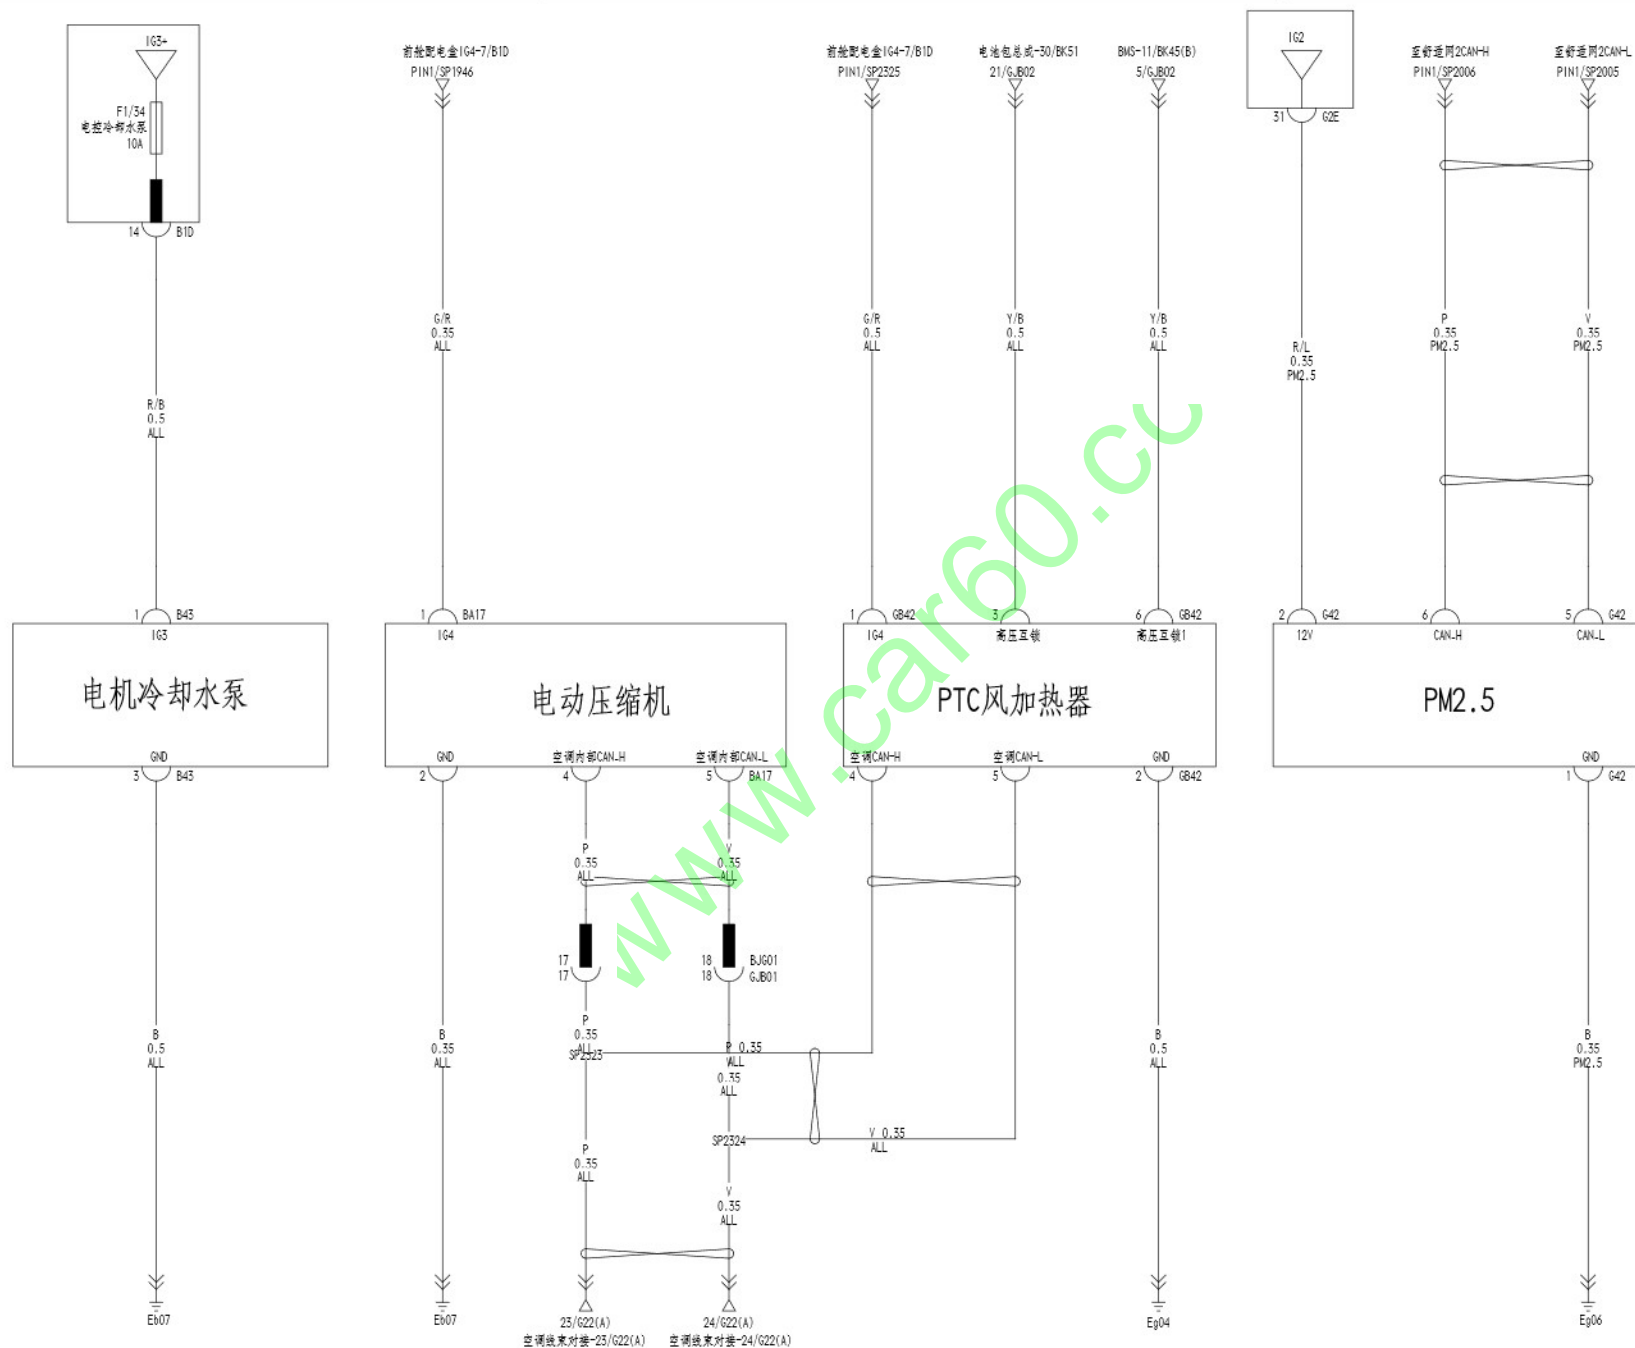 IG3+
F1/34
电控冷却水泵
10A
14 B1D
R/B
0.5
ALL
1 B43
IG3
电机冷却水泵
GND
3 B43
B
0.5
ALL
Eb07
前舱配电盒IG4-7/B1D
PIN1/SP1946
G/R
0.35
ALL
1 BA17
IG4
电动压缩机
GND
2
空调内部CAN_H
4
空调内部CAN_L
5 BA17
B
0.35
ALL
Eb07
P
0.35
ALL
V
0.35
ALL
17
17
18 BJG01
18 GJB01
P
0.35
ALL
SP2323
P 0.35
ALL
V
0.35
ALL
SP2324
V 0.35
ALL
P
0.35
ALL
V
0.35
ALL
23/G22(A)
空调线束对接-23/G22(A)
24/G22(A)
空调线束对接-24/G22(A)
前舱配电盒IG4-7/B1D
PIN1/SP2325
电池包总成-30/BK51
21/GJB02
BMS-11/BK45(B)
5/GJB02
G/R
0.5
ALL
Y/B
0.5
ALL
Y/B
0.5
ALL
1 GB42
3
6 GB42
IG4
高压互锁
高压互锁1
PTC风加热器
空调CAN-H
4
空调CAN-L
5
GND
2 GB42
B
0.5
ALL
Eg04
IG2
31 G2E
R/L
0.35
PM2.5
至舒适网2CAN-H
PIN1/SP2006
至舒适网2CAN-L
PIN1/SP2005
P
0.35
PM2.5
V
0.35
PM2.5
2 G42
6
5 G42
12V
CAN_H
CAN_L
PM2.5
GND
1 G42
B
0.35
PM2.5
Eg06
www.car60.co